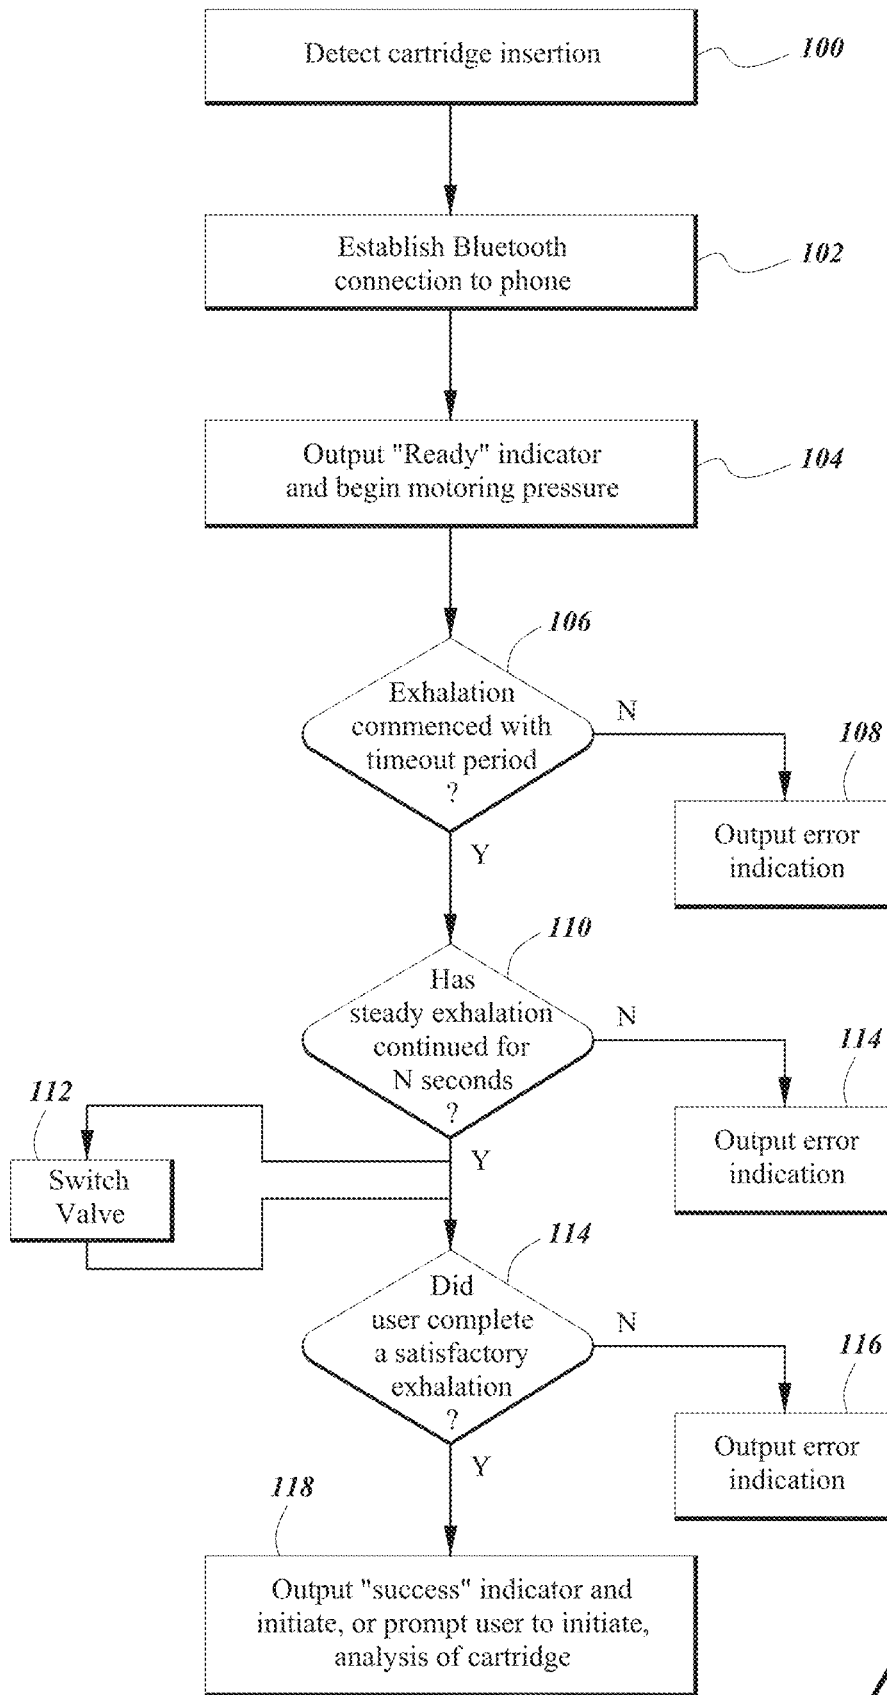 Detect cartridge insertion
100
Establish Bluetooth
connection to phone
102
Output "Ready" indicator
and begin motoring pressure
104
106
Exhalation
commenced with
timeout period
?
N
108
Output error
indication
Y
110
Has
steady exhalation
continued for
N seconds
?
N
114
Output error
indication
112
Switch
Valve
Y
114
Did
user complete
a satisfactory
exhalation
?
N
116
Output error
indication
Y
118
Output "success" indicator and
initiate, or prompt user to initiate,
analysis of cartridge